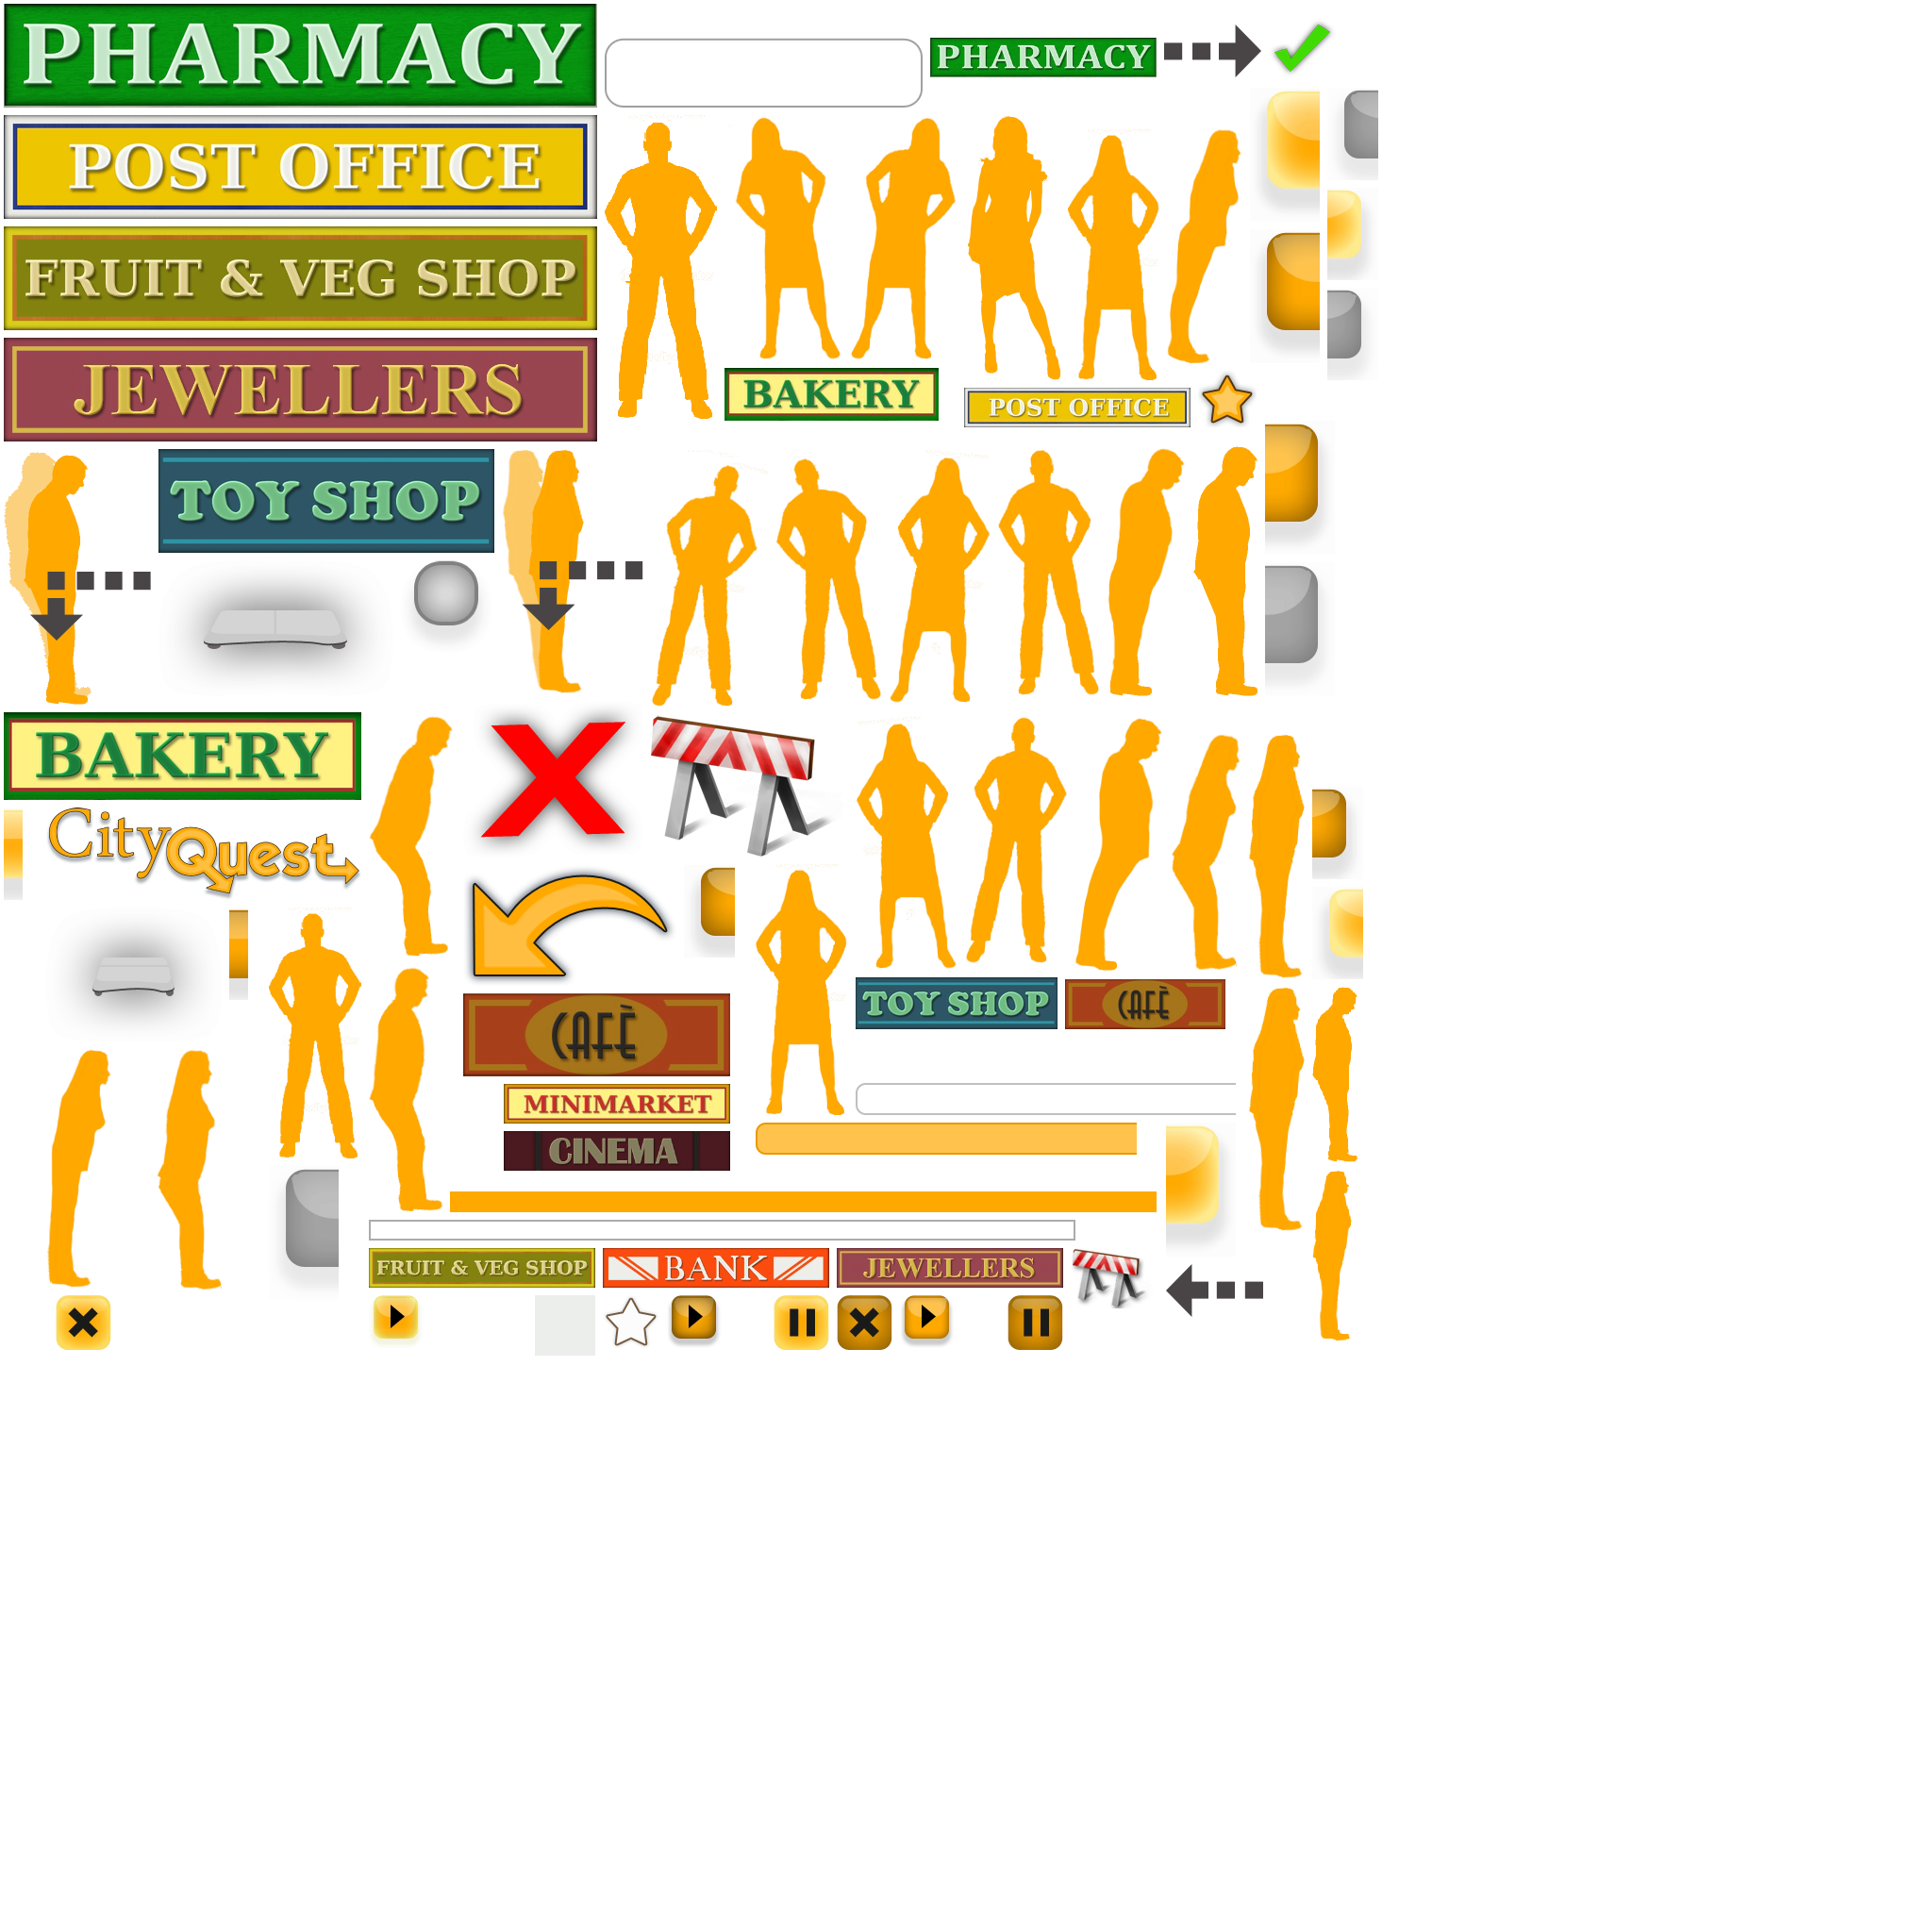 PHARMACY
PHARMACY
POST OFFICE
FRUIT & VEG SHOP
JEWELLERS
BAKERY
POST OFFICE
TOY SHOP
BAKERY
CityQuest
TOY SHOP
CAFÈ
CAFÈ
MINIMARKET
CINEMA
FRUIT & VEG SHOP
BANK
JEWELLERS